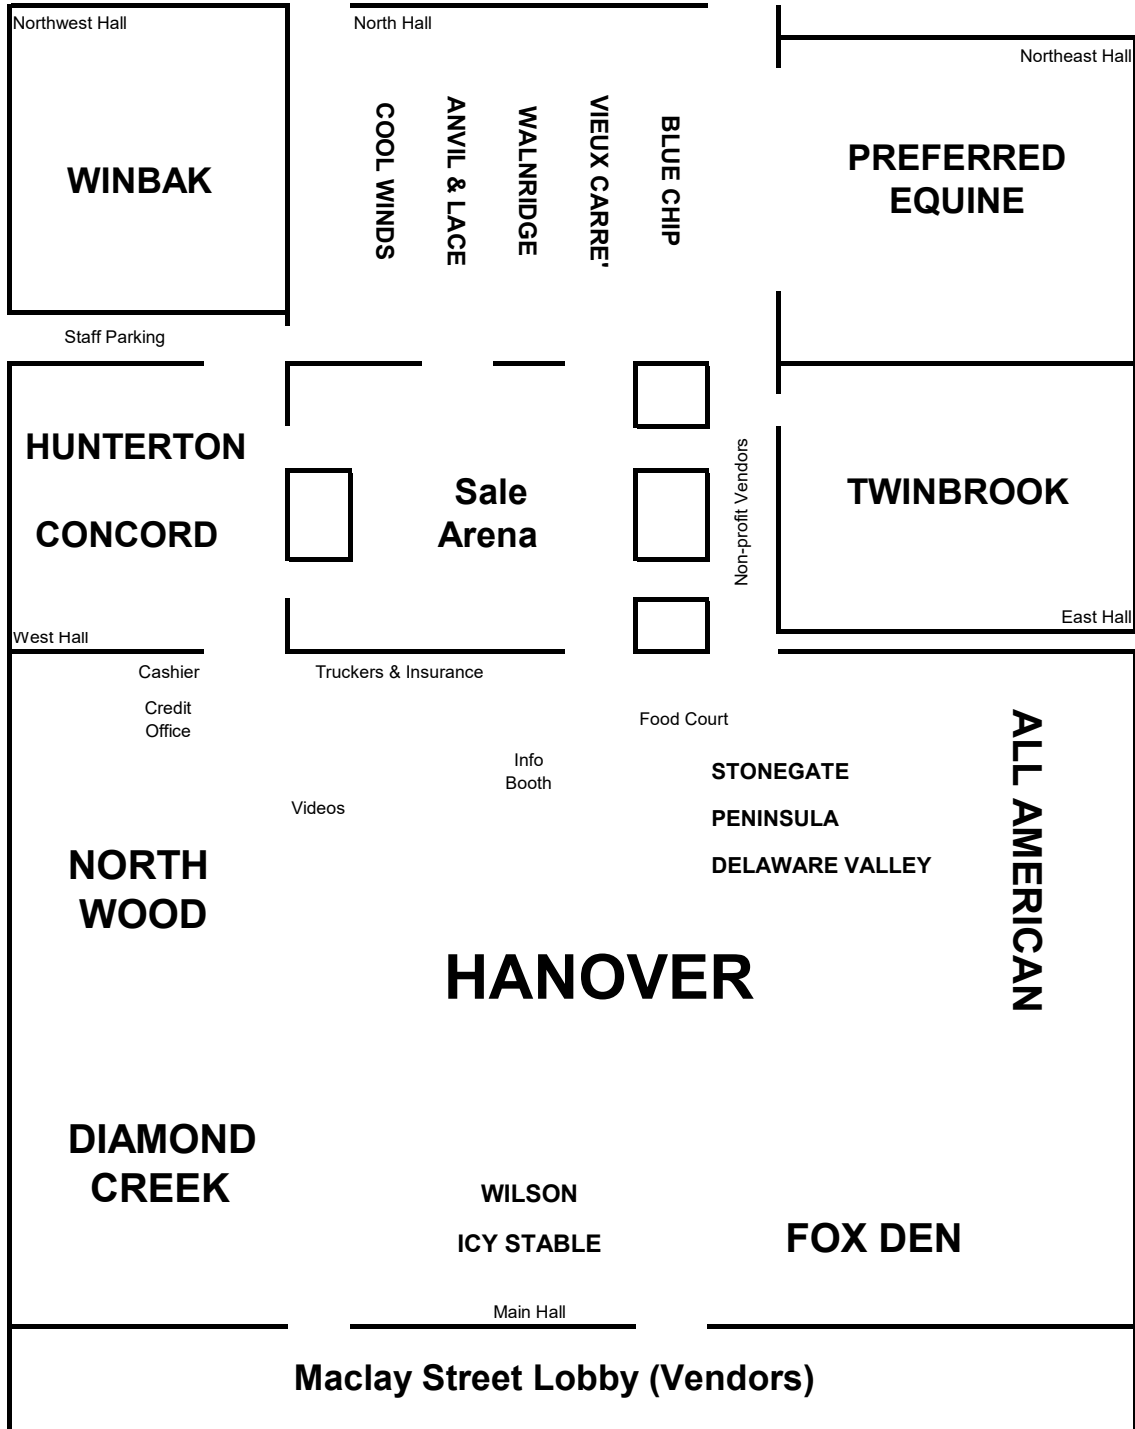 Northwest Hall
North Hall
Northeast Hall
WINBAK
COOL WINDS
ANVIL & LACE
WALNRIDGE
VIEUX CARRE'
BLUE CHIP
PREFERRED
EQUINE
Staff Parking
HUNTERTON
CONCORD
West Hall
Sale
Arena
Non-profit Vendors
TWINBROOK
East Hall
Cashier
Credit
Office
Truckers & Insurance
Food Court
Info
Booth
Videos
STONEGATE
PENINSULA
DELAWARE VALLEY
ALL AMERICAN
NORTH
WOOD
HANOVER
DIAMOND
CREEK
WILSON
ICY STABLE
FOX DEN
Main Hall
Maclay Street Lobby (Vendors)